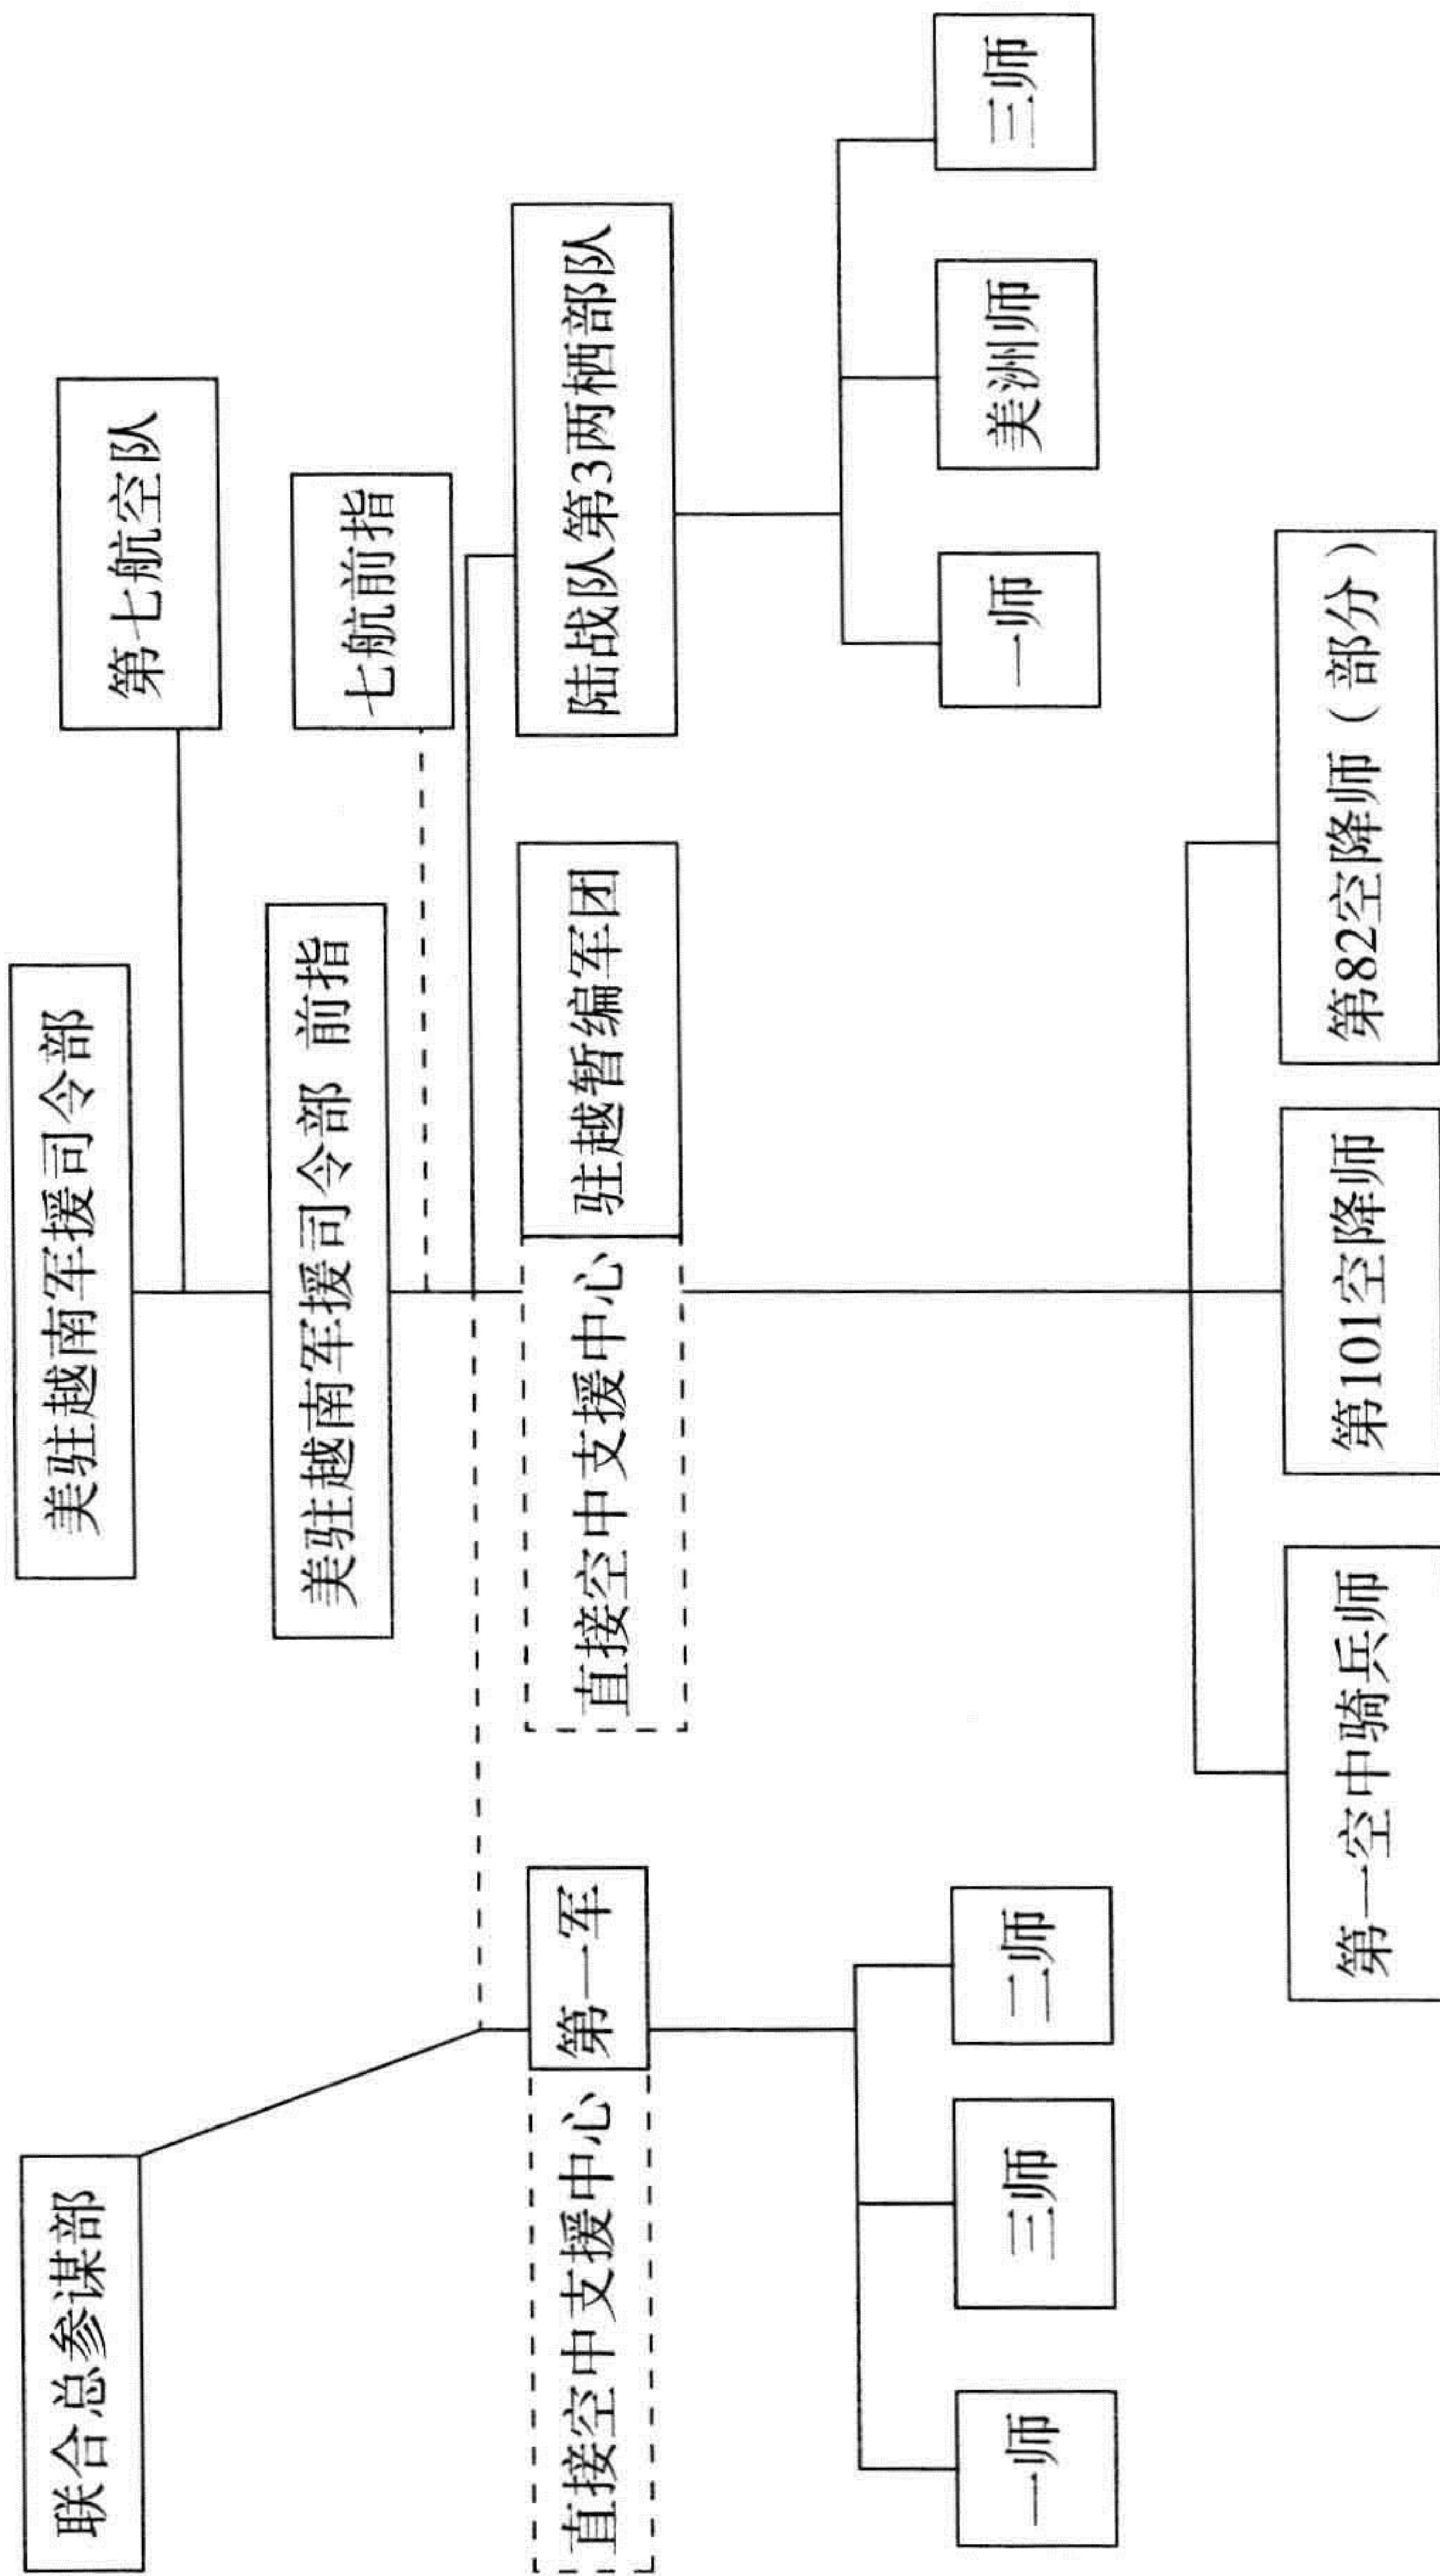 联合总参谋部
美驻越南军援司令部
第七航空队
美驻越南军援司令部 前指
七航前指
直接空中支援中心
第一军
直接空中支援中心
驻越暂编军团
陆战队第3两栖部队
一师
三师
二师
一师
美洲师
三师
第一空中骑兵师
第101空降师
第82空降师（部分）